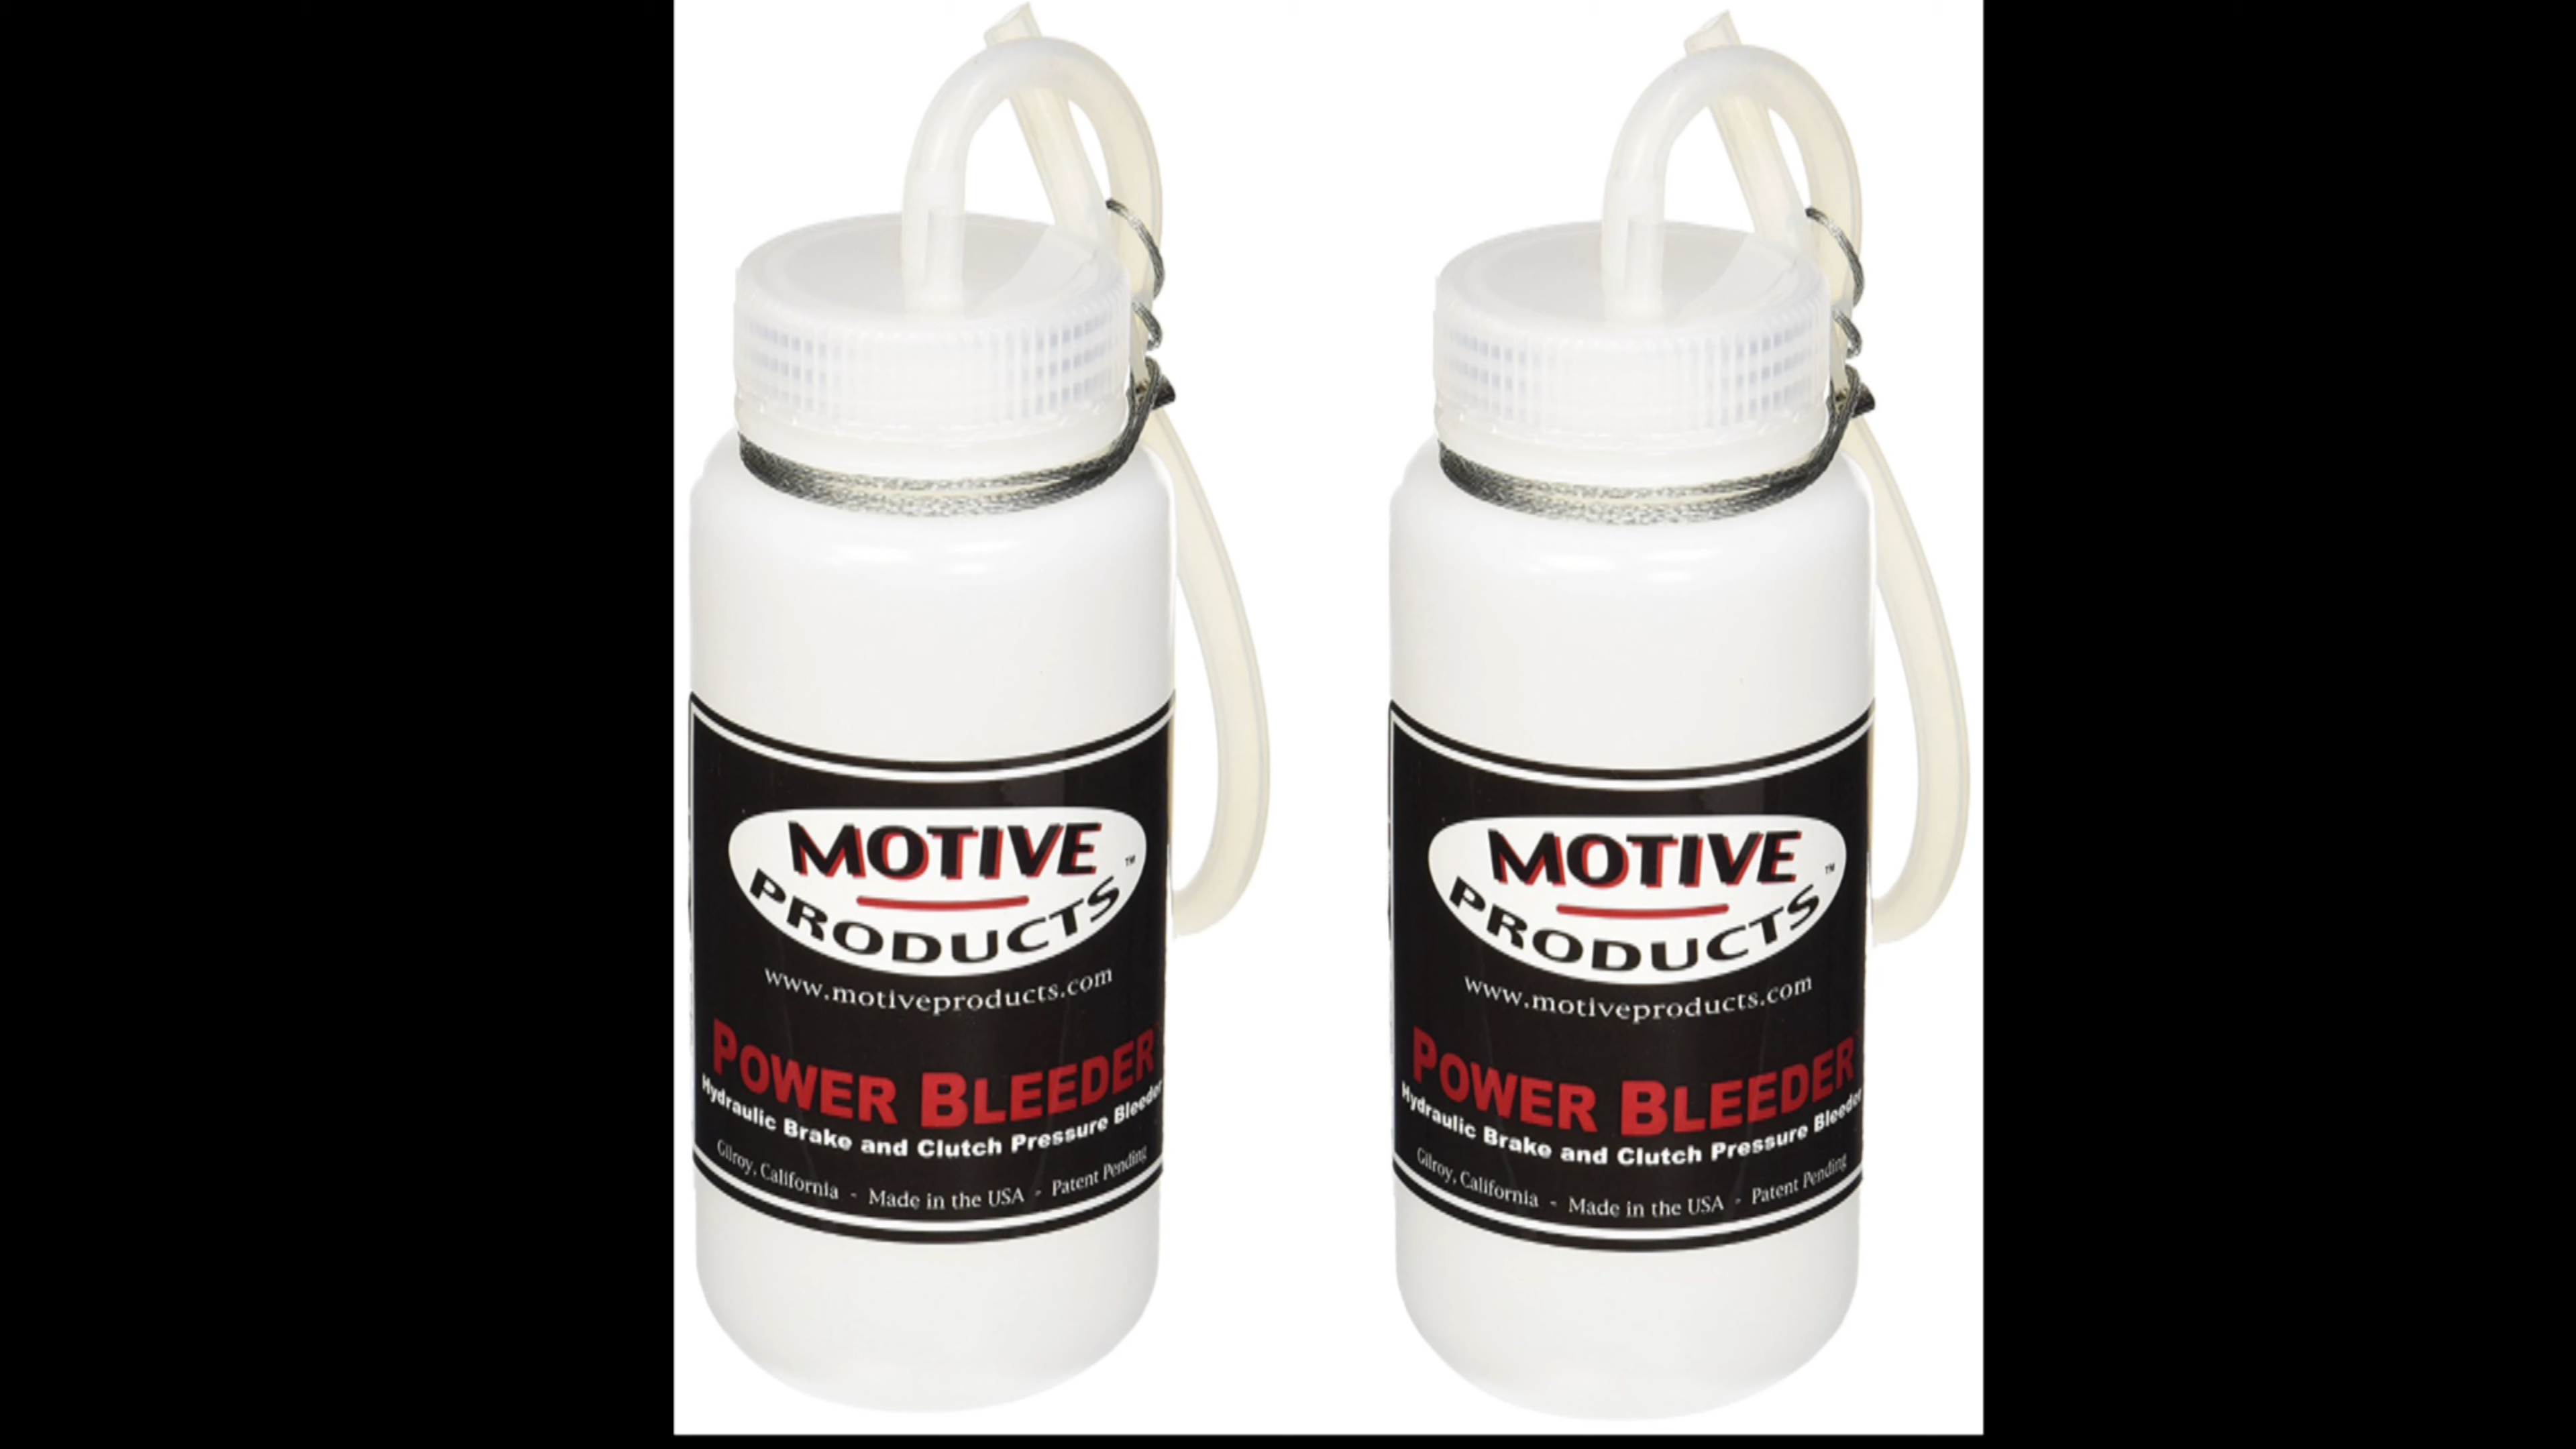 MOTIVE
PRODUCTS™
www.motiveproducts.com
POWER BLEEDER
Hydraulic Brake and Clutch Pressure Bleeder
Gilroy, California - Made in the USA - Patent Pending
MOTIVE
PRODUCTS™
www.motiveproducts.com
POWER BLEEDER
Hydraulic Brake and Clutch Pressure Bleeder
Gilroy, California - Made in the USA - Patent Pending